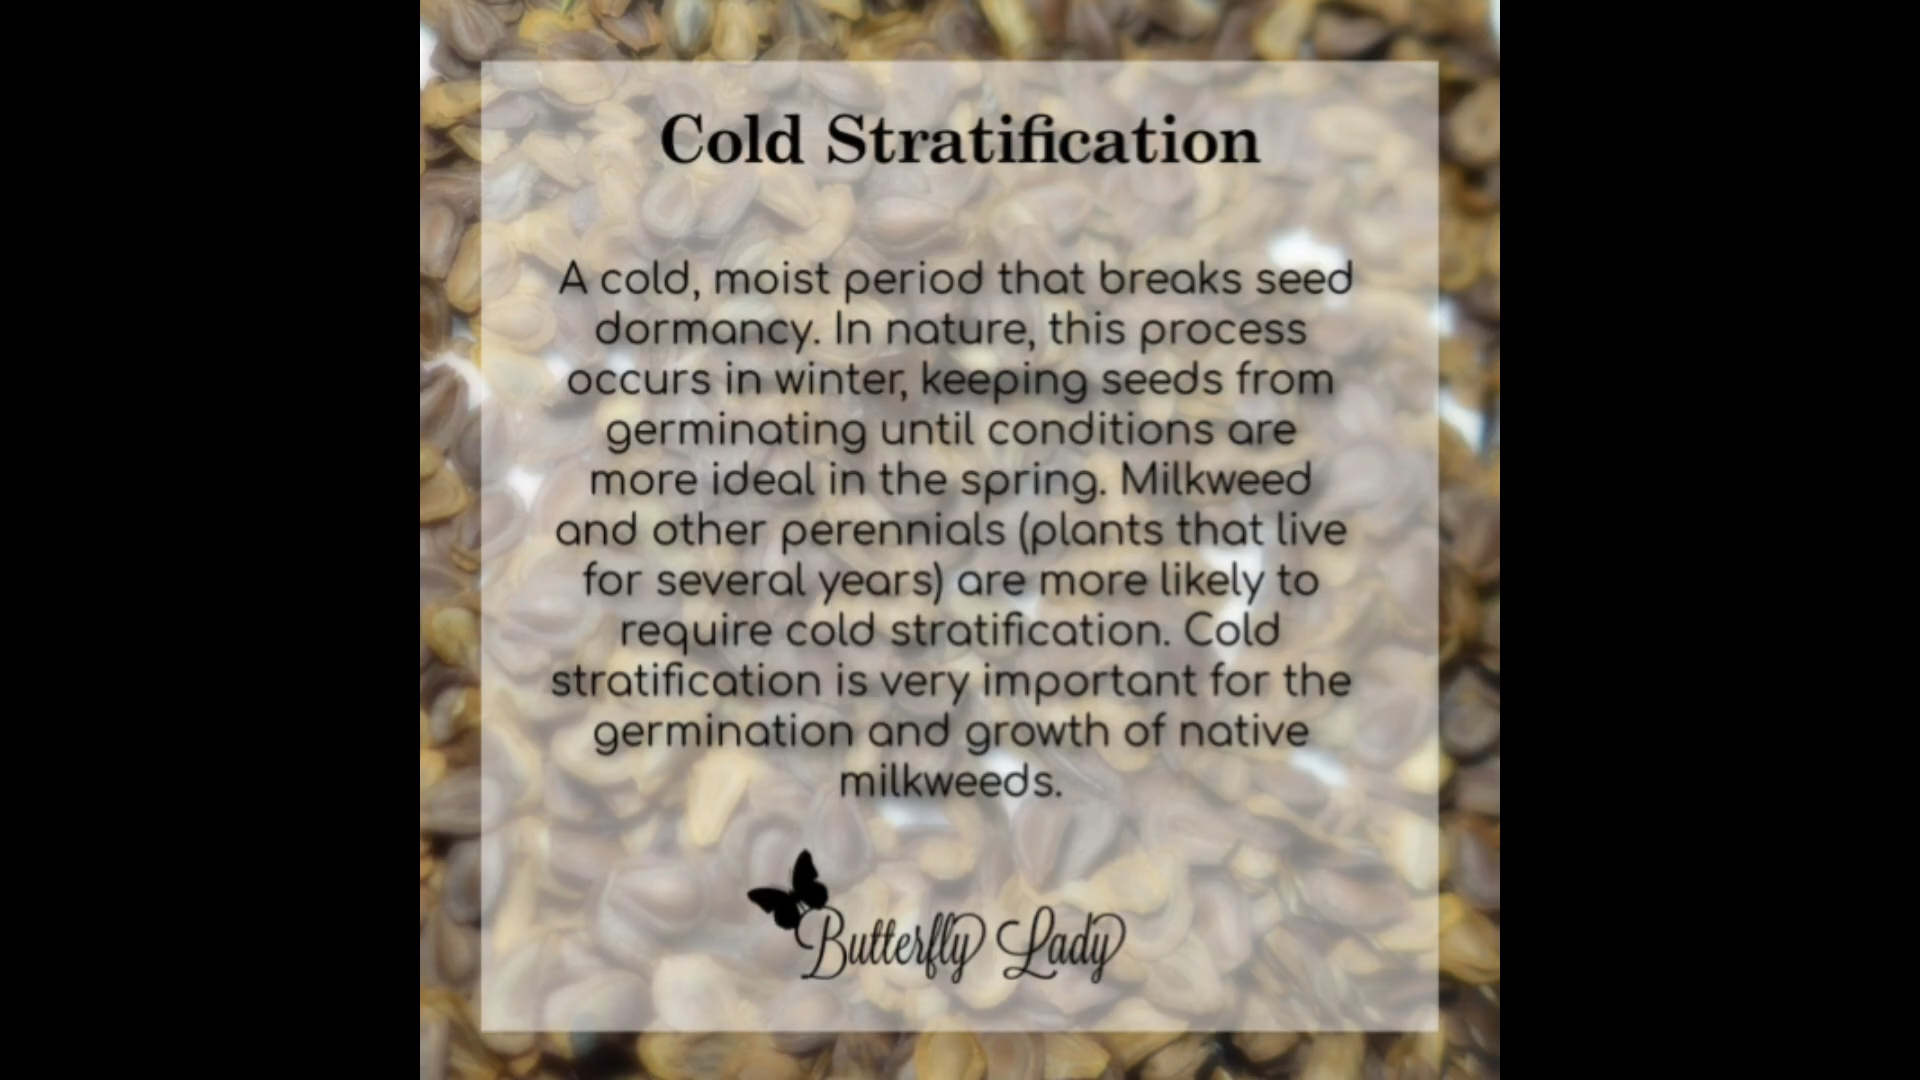 Cold Stratification
A cold, moist period that breaks seed
dormancy. In nature, this process
occurs in winter, keeping seeds from
germinating until conditions are
more ideal in the spring. Milkweed
and other perennials (plants that live
for several years) are more likely to
require cold stratification. Cold
stratification is very important for the
germination and growth of native
milkweeds.
Butterfly Lady